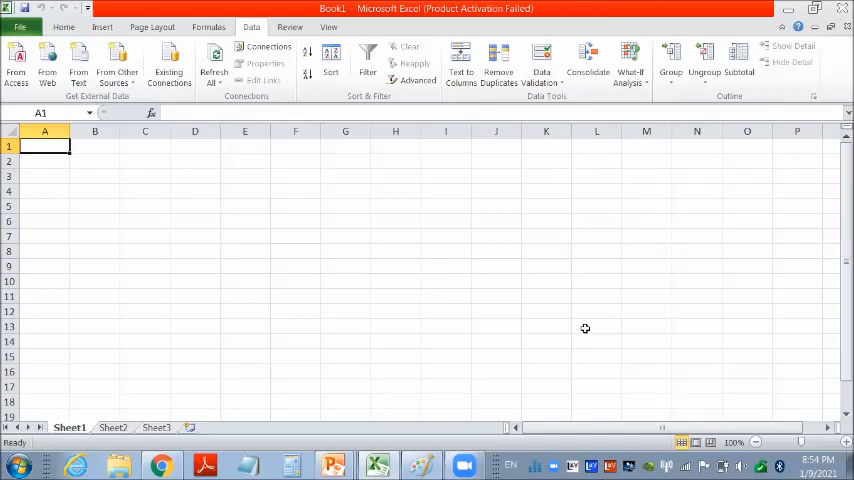 Book1 - Microsoft Excel (Product Activation Failed)
File Home Insert Page Layout Formulas Data Review View
From Access From Web From Text From Other Sources Existing Connections
Get External Data
Refresh All Connections Properties Edit Links
Connections
Sort Filter Clear Reapply Advanced
Sort & Filter
Text to Columns Remove Duplicates Data Validation Consolidate What-If Analysis
Data Tools
Group Ungroup Subtotal Show Detail Hide Detail
Outline
A1 fx
A B C D E F G H I J K L M N O P
1
2
3
4
5
6
7
8
9
10
11
12
13
14
15
16
17
18
19
Sheet1 Sheet2 Sheet3
Ready 100%
EN 8:54 PM
1/9/2021